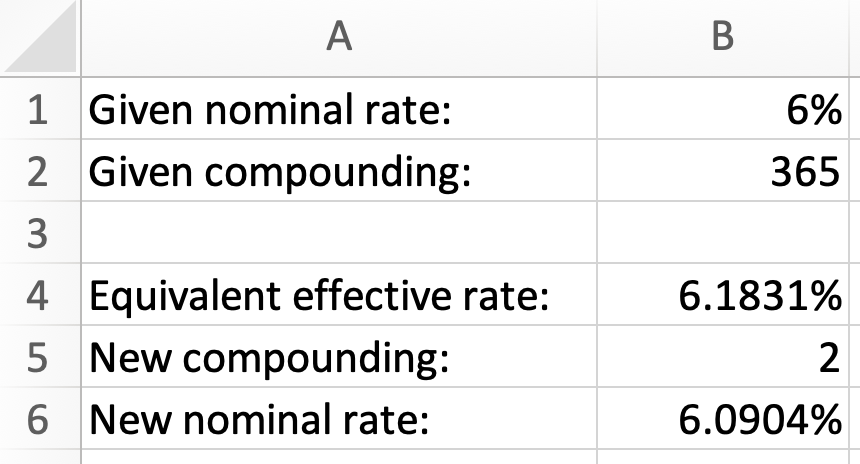 A B
1 Given nominal rate: 6%
2 Given compounding: 365
3
4 Equivalent effective rate: 6.1831%
5 New compounding: 2
6 New nominal rate: 6.0904%